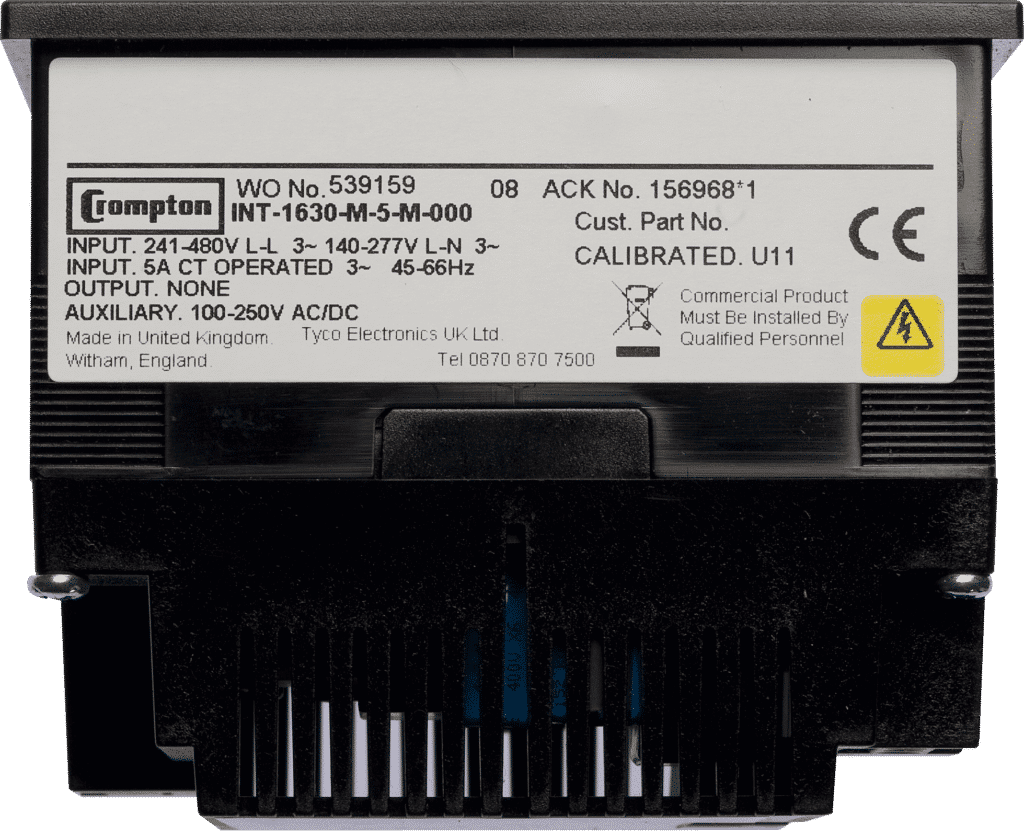 Crompton
WO No. 539159 08 ACK No. 156968*1
INT-1630-M-5-M-000 Cust. Part No.
INPUT. 241-480V L-L 3~ 140-277V L-N 3~
CALIBRATED. U11
INPUT. 5A CT OPERATED 3~ 45-66Hz
OUTPUT. NONE
AUXILIARY. 100-250V AC/DC
Made in United Kingdom. Tyco Electronics UK Ltd.
Witham, England. Tel 0870 870 7500
Commercial Product
Must Be Installed By
Qualified Personnel
CE